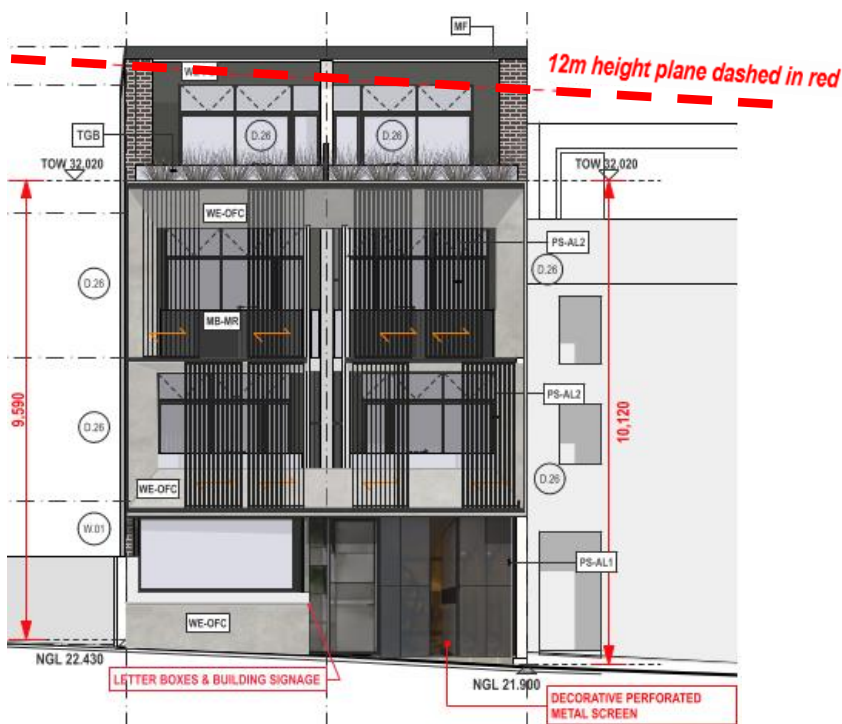 MF
12m height plane dashed in red
D.26
D.26
TGB
TOW 32,020
TOW 32,020
WE-OFC
PS-AL2
D.26
D.26
MB-MR
9,590
10,120
PS-AL2
D.26
D.26
WE-OFC
W.01
PS-AL1
WE-OFC
NGL 22.430
LETTER BOXES & BUILDING SIGNAGE
NGL 21.900
DECORATIVE PERFORATED
METAL SCREEN